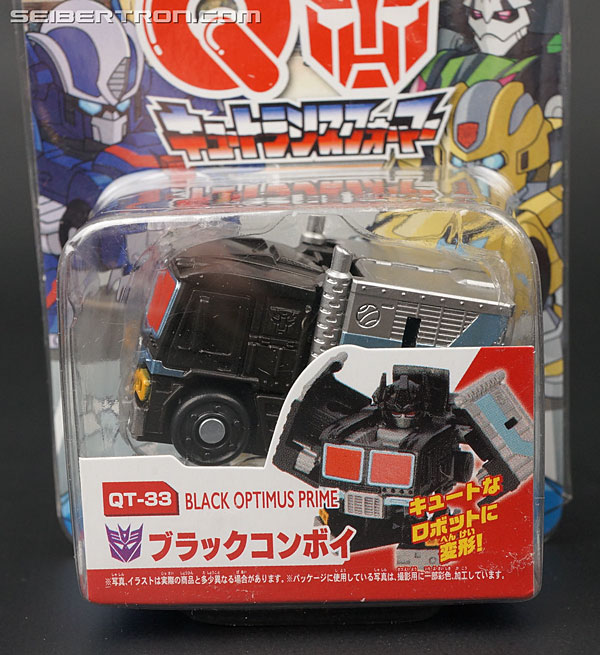 SEIBERTRON.COM
Q
キュートランスフォーマー
QT-33
BLACK OPTIMUS PRIME
ブラックコンボイ
キュートな
ロボットに
へんけい
変形!
※写真、イラストは実際の商品と多少異なる場合があります。※パッケージに使用している写真は、撮影用に一部彩色、加工しています。